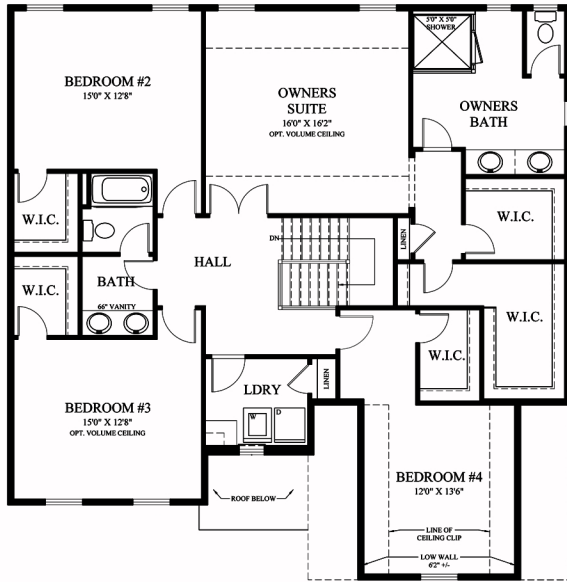 5'0" X 5'0"
SHOWER
BEDROOM #2
15'0" X 12'8"
OWNERS
SUITE
16'0" X 16'2"
OPT. VOLUME CEILING
OWNERS
BATH
W.I.C.
W.I.C.
LINEN
DN
HALL
BATH
W.I.C.
66" VANITY
W.I.C.
W.I.C.
LDRY
LINEN
BEDROOM #3
15'0" X 12'8"
OPT. VOLUME CEILING
W
D
BEDROOM #4
12'0" X 13'6"
ROOF BELOW
LINE OF
CEILING CLIP
LOW WALL
6'2" +/-